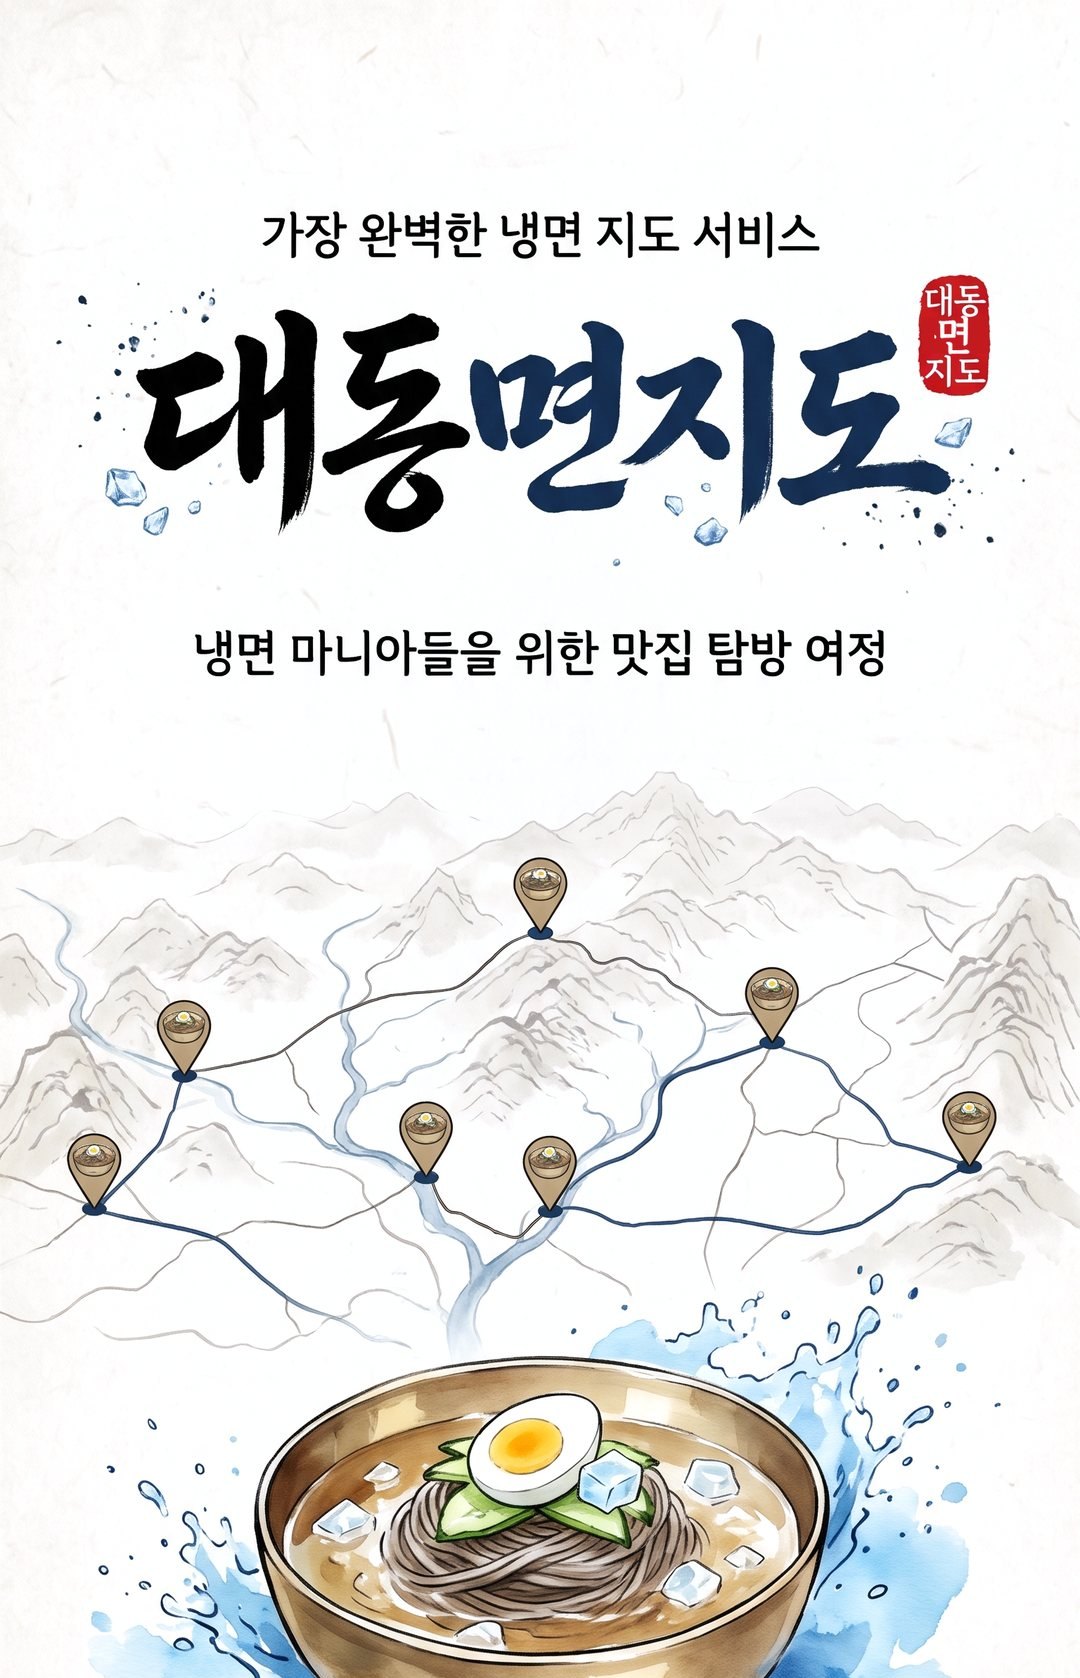 가장 완벽한 냉면 지도 서비스
대동면지도
대동
면
지도
냉면 마니아들을 위한 맛집 탐방 여정